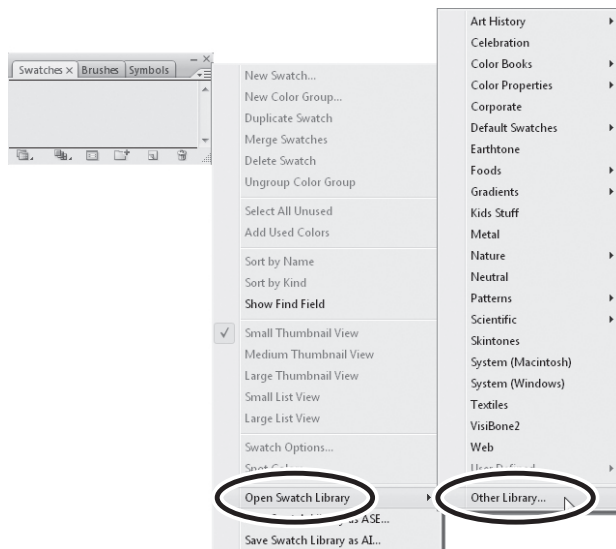 Swatches × Brushes Symbols
New Swatch...
New Color Group...
Duplicate Swatch
Merge Swatches
Delete Swatch
Ungroup Color Group
Select All Unused
Add Used Colors
Sort by Name
Sort by Kind
Show Find Field
Small Thumbnail View
Medium Thumbnail View
Large Thumbnail View
Small List View
Large List View
Swatch Options...
Open Swatch Library
as ASE...
Save Swatch Library as AI...
Art History
Celebration
Color Books
Color Properties
Corporate
Default Swatches
Earthtone
Foods
Gradients
Kids Stuff
Metal
Nature
Neutral
Patterns
Scientific
Skintones
System (Macintosh)
System (Windows)
Textiles
VisiBone2
Web
User Defined
Other Library...